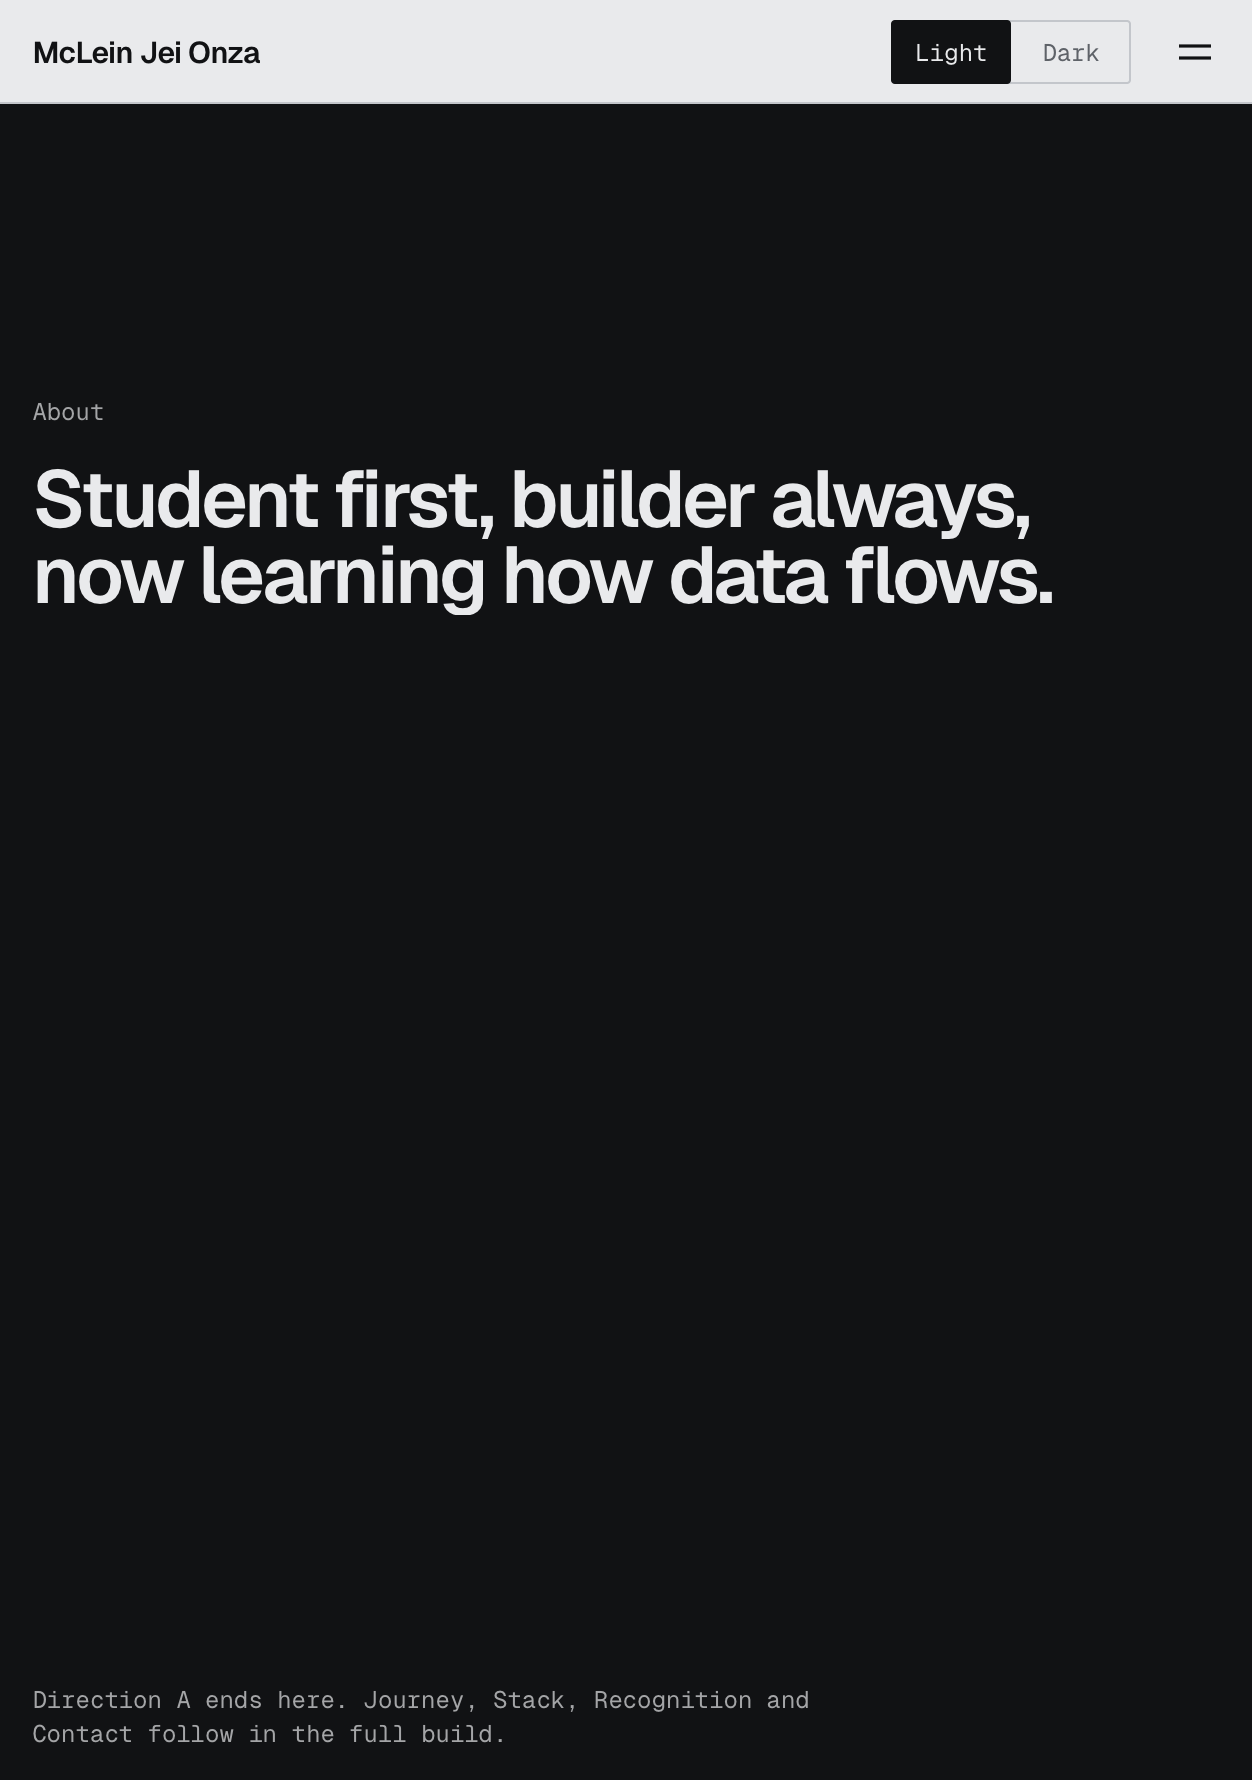 McLein Jei Onza
Light
Dark
About
Student first, builder always,
now learning how data flows.
Direction A ends here. Journey, Stack, Recognition and
Contact follow in the full build.